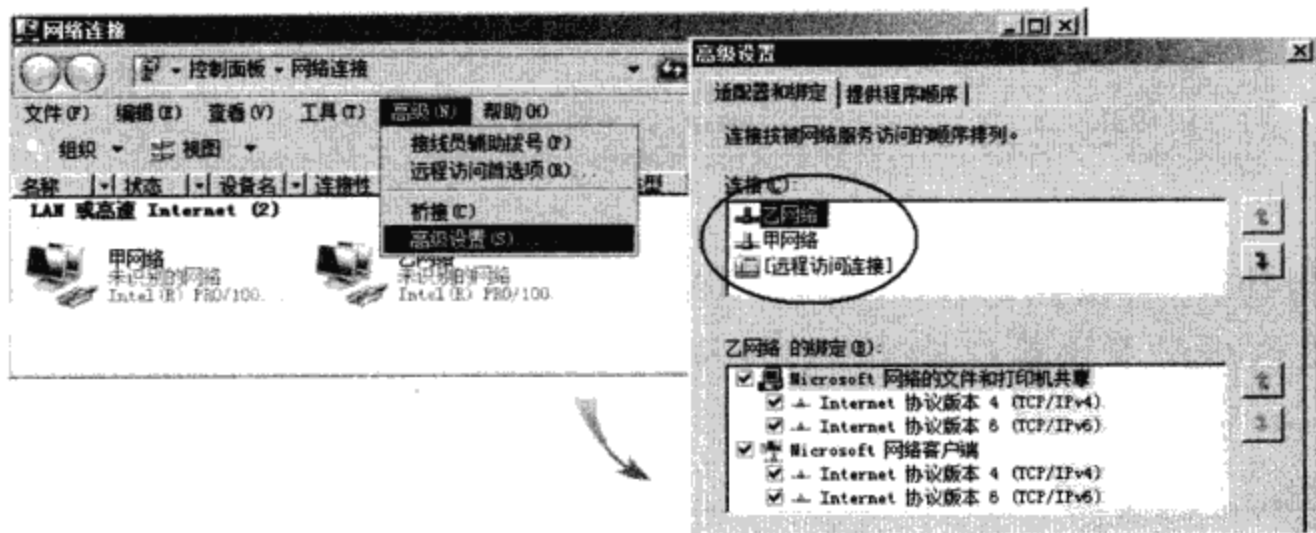 网络连接
控制面板 - 网络连接
文件(F) 编辑(E) 查看(V) 工具(T) 高级(N) 帮助(H)
组织 视图
接线员辅助拨号(P)
远程访问首选项(R)...
桥接(C)
高级设置(S)...
名称 状态 设备名 连接性 型
LAN 或高速 Internet (2)
甲网络
未识别的网络
Intel(R) PRO/100...
乙网络
未识别的网络
Intel(R) PRO/100...
高级设置
适配器和绑定 提供程序顺序
连接按被网络服务访问的顺序排列。
连接(C):
乙网络
甲网络
[远程访问连接]
乙网络 的绑定(B):
Microsoft 网络的文件和打印机共享
Internet 协议版本 4 (TCP/IPv4)
Internet 协议版本 6 (TCP/IPv6)
Microsoft 网络客户端
Internet 协议版本 4 (TCP/IPv4)
Internet 协议版本 6 (TCP/IPv6)